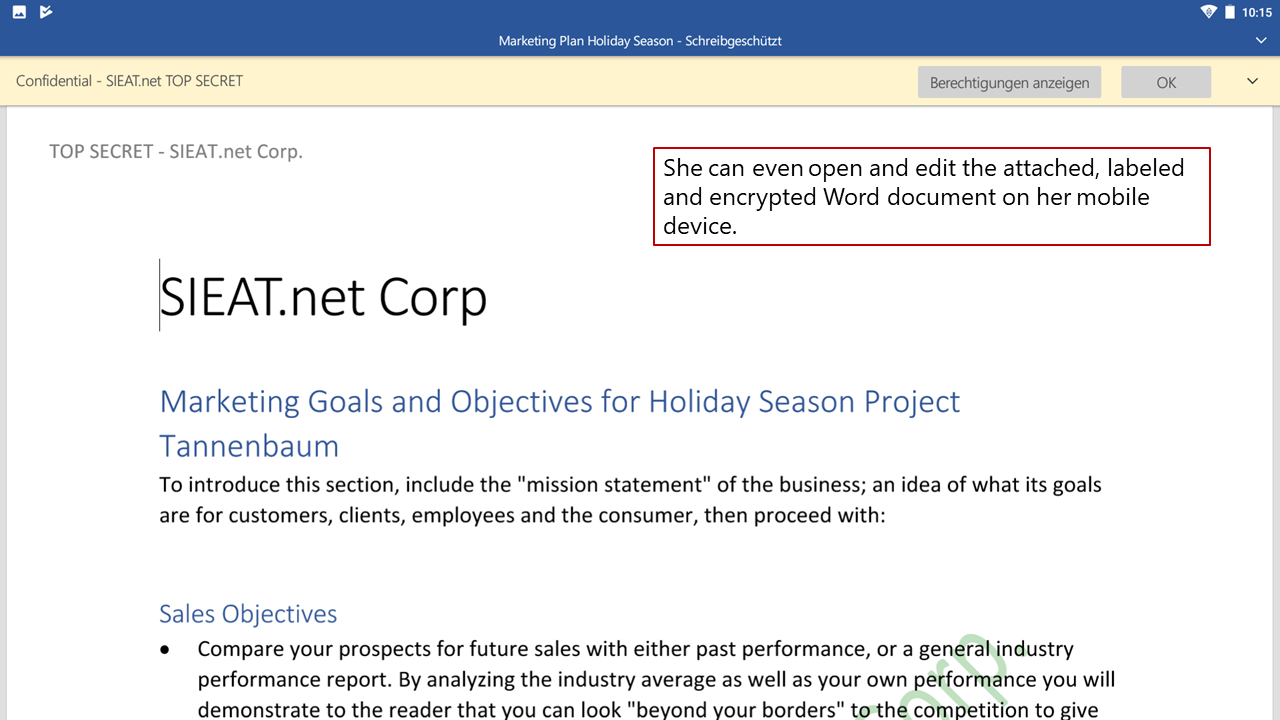 10:15
Marketing Plan Holiday Season - Schreibgeschützt
Confidential - SIEAT.net TOP SECRET
Berechtigungen anzeigen
OK
TOP SECRET - SIEAT.net Corp.
She can even open and edit the attached, labeled
and encrypted Word document on her mobile
device.
SIEAT.net Corp
Marketing Goals and Objectives for Holiday Season Project
Tannenbaum
To introduce this section, include the "mission statement" of the business; an idea of what its goals
are for customers, clients, employees and the consumer, then proceed with:
Sales Objectives
• Compare your prospects for future sales with either past performance, or a general industry
performance report. By analyzing the industry average as well as your own performance you will
demonstrate to the reader that you can look "beyond your borders" to the competition to give
Corp.